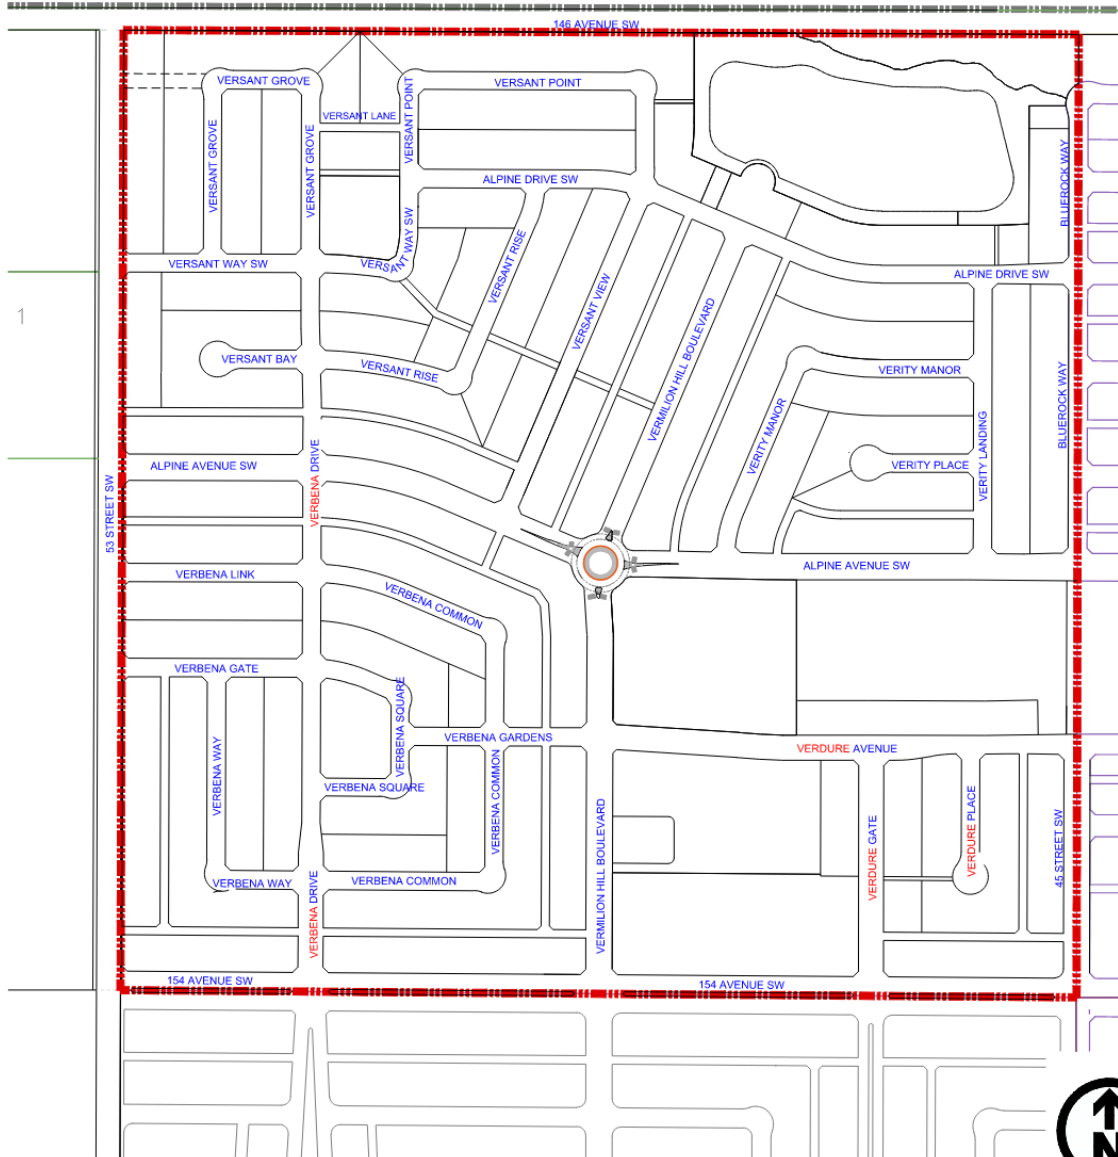 146 AVENUE SW
VERSANT GROVE
VERSANT POINT
VERSANT POINT
VERSANT LANE
VERSANT GROVE
VERSANT GROVE
BLUEROCK WAY
ALPINE DRIVE SW
VERSANT WAY SW
VERSANT WAY SW
VERSANT RISE
ALPINE DRIVE SW
VERSANT VIEW
VERMILION HILL BOULEVARD
1
VERSANT BAY
VERSANT RISE
VERITY MANOR
BLUEROCK WAY
VERITY MANOR
VERITY LANDING
ALPINE AVENUE SW
VERBENA DRIVE
VERITY PLACE
53 STREET SW
ALPINE AVENUE SW
VERBENA LINK
VERBENA COMMON
VERBENA GATE
VERBENA SQUARE
VERBENA GARDENS
VERDURE AVENUE
VERBENA WAY
VERBENA SQUARE
VERBENA COMMON
VERMILION HILL BOULEVARD
VERDURE GATE
VERDURE PLACE
45 STREET SW
VERBENA WAY
VERBENA DRIVE
VERBENA COMMON
154 AVENUE SW
154 AVENUE SW
N